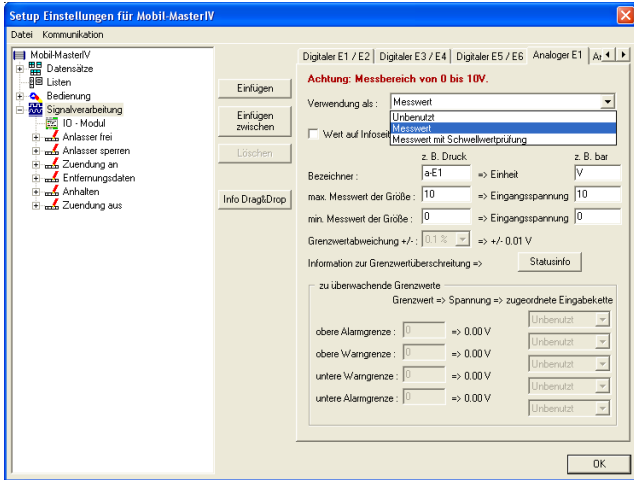 Setup Einstellungen für Mobil-MasterIV
Datei Kommunikation
Mobil-MasterIV
Datensätze
Listen
Bedienung
Signalverarbeitung
IO - Modul
Anlasser frei
Anlasser sperren
Zuendung an
Entfernungsdaten
Anhalten
Zuendung aus
Einfügen
Einfügen zwischen
Löschen
Info Drag&Drop
Digitaler E1 / E2 Digitaler E3 / E4 Digitaler E5 / E6 Analoger E1
Achtung: Messbereich von 0 bis 10V.
Verwendung als : Messwert
Unbenutzt
Messwert
Messwert mit Schwellwertprüfung
Wert auf Infoseit
z. B. Druck z. B. bar
Bezeichner : a-E1 => Einheit V
max. Messwert der Größe : 10 => Eingangsspannung 10
min. Messwert der Größe : 0 => Eingangsspannung 0
Grenzwertabweichung +/- : 0.1 % => +/- 0.01 V
Information zur Grenzwertüberschreitung => Statusinfo
zu überwachende Grenzwerte
Grenzwert => Spannung => zugeordnete Eingabekette
obere Alarmgrenze : 0 => 0.00 V Unbenutzt
obere Warngrenze : 0 => 0.00 V Unbenutzt
untere Warngrenze : 0 => 0.00 V Unbenutzt
untere Alarmgrenze : 0 => 0.00 V Unbenutzt
Unbenutzt
OK